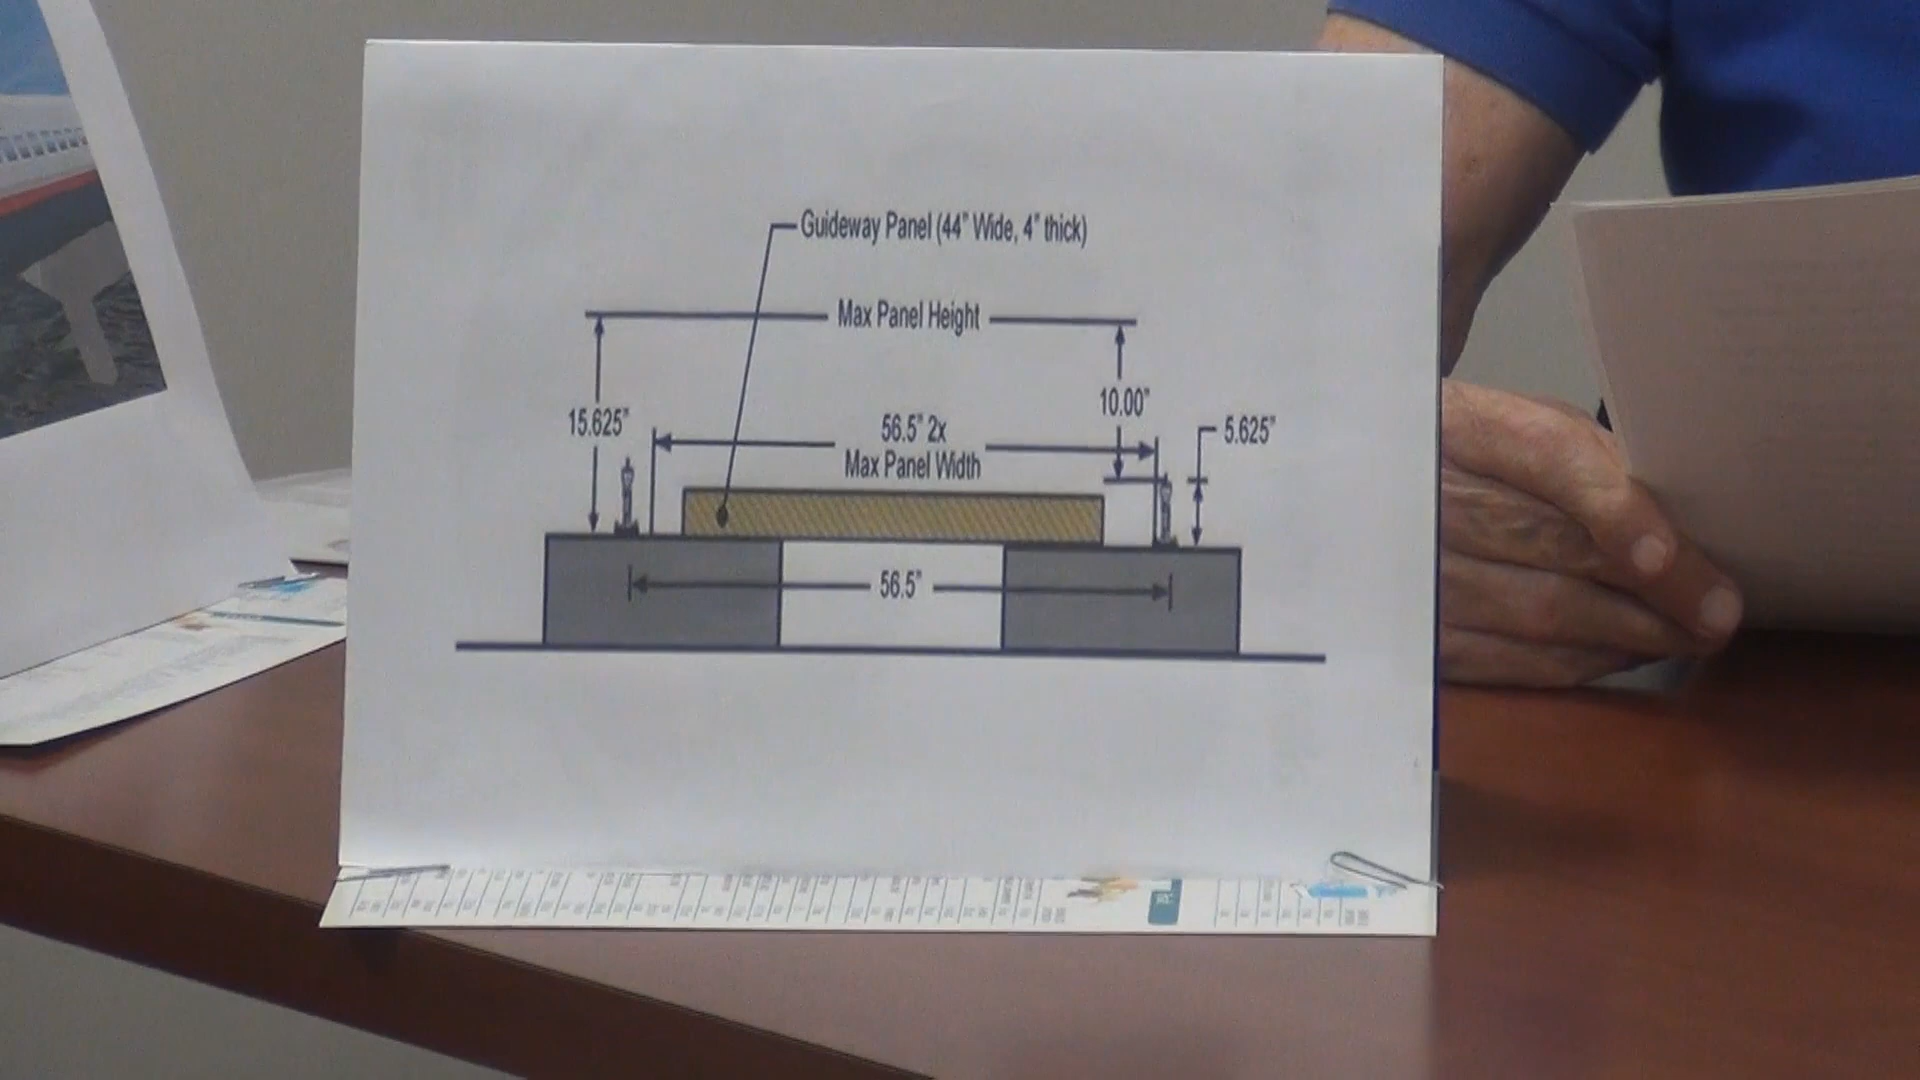 Guideway Panel (44" Wide, 4" thick)
Max Panel Height
10.00"
15.625"
56.5" 2x
5.625"
Max Panel Width
56.5"